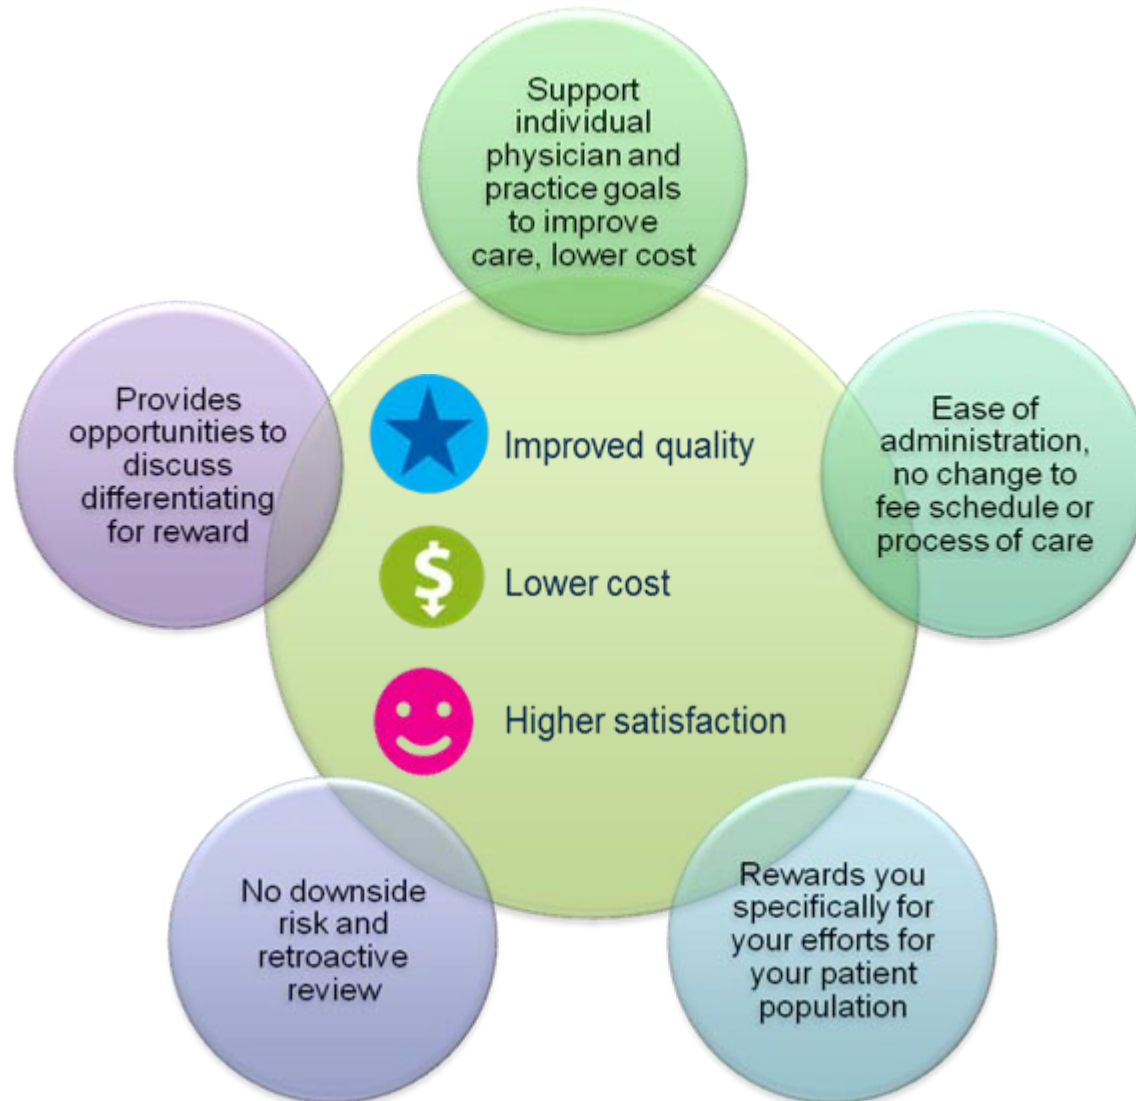 Support
individual
physician and
practice goals
to improve
care, lower cost
Provides
opportunities to
discuss
differentiating
for reward
Improved quality
Lower cost
Higher satisfaction
Ease of
administration,
no change to
fee schedule or
process of care
No downside
risk and
retroactive
review
Rewards you
specifically for
your efforts for
your patient
population